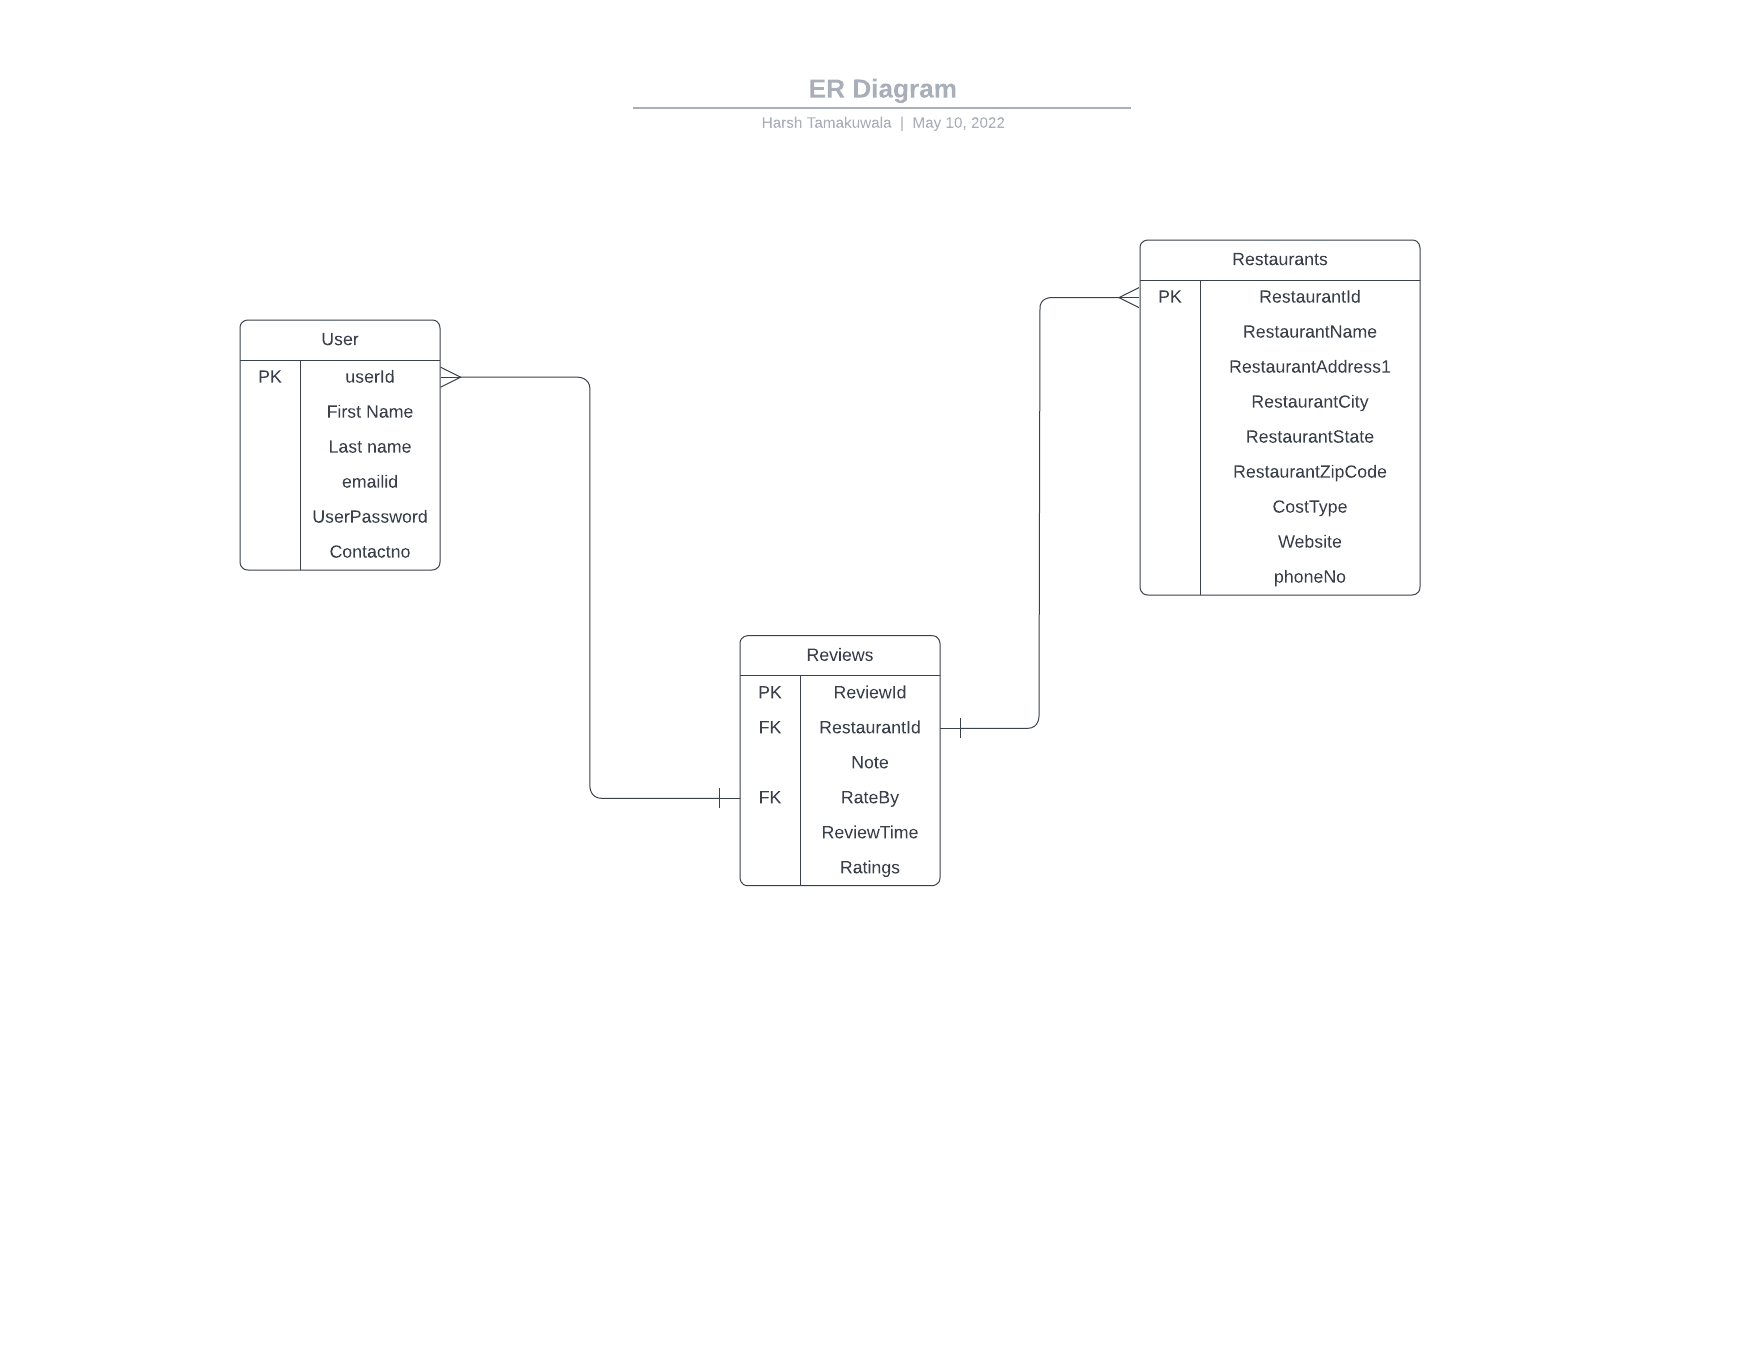 ER Diagram
Harsh Tamakuwala | May 10, 2022
User
PK userId
First Name
Last name
emailid
UserPassword
Contactno
Reviews
PK ReviewId
FK RestaurantId
Note
FK RateBy
ReviewTime
Ratings
Restaurants
PK RestaurantId
RestaurantName
RestaurantAddress1
RestaurantCity
RestaurantState
RestaurantZipCode
CostType
Website
phoneNo